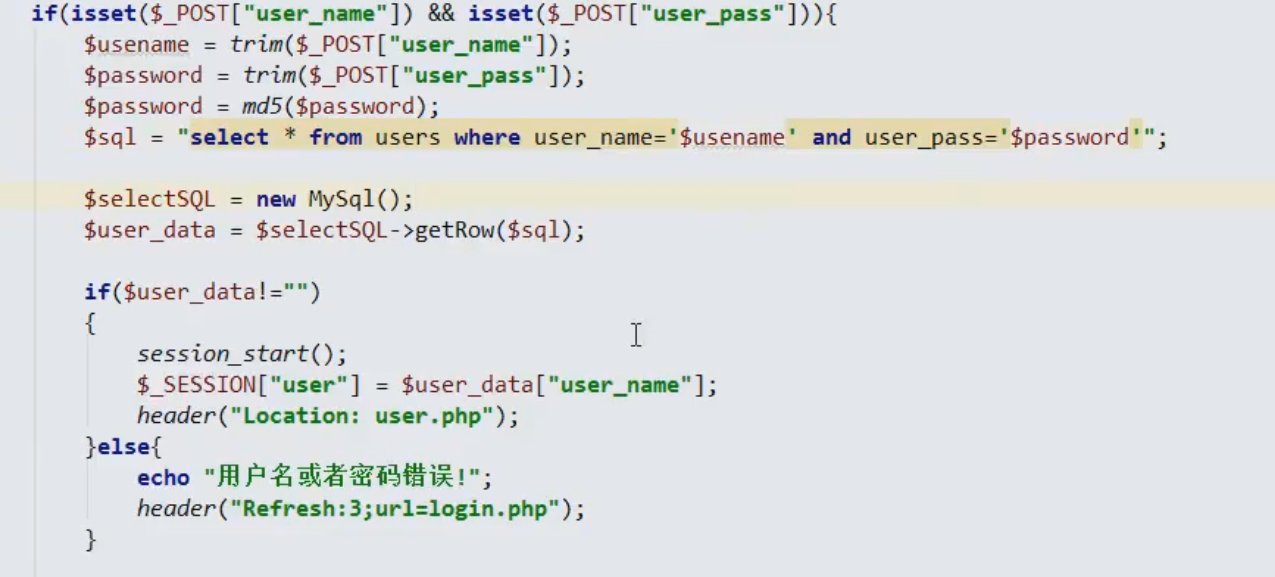 if(isset($_POST["user_name"]) && isset($_POST["user_pass"])){
$usename = trim($_POST["user_name"]);
$password = trim($_POST["user_pass"]);
$password = md5($password);
$sql = "select * from users where user_name='$usename' and user_pass='$password'";
$selectSQL = new MySql();
$user_data = $selectSQL->getRow($sql);
if($user_data!="")
{
session_start();
$_SESSION["user"] = $user_data["user_name"];
header("Location: user.php");
}else{
echo "用户名或者密码错误!";
header("Refresh:3;url=login.php");
}